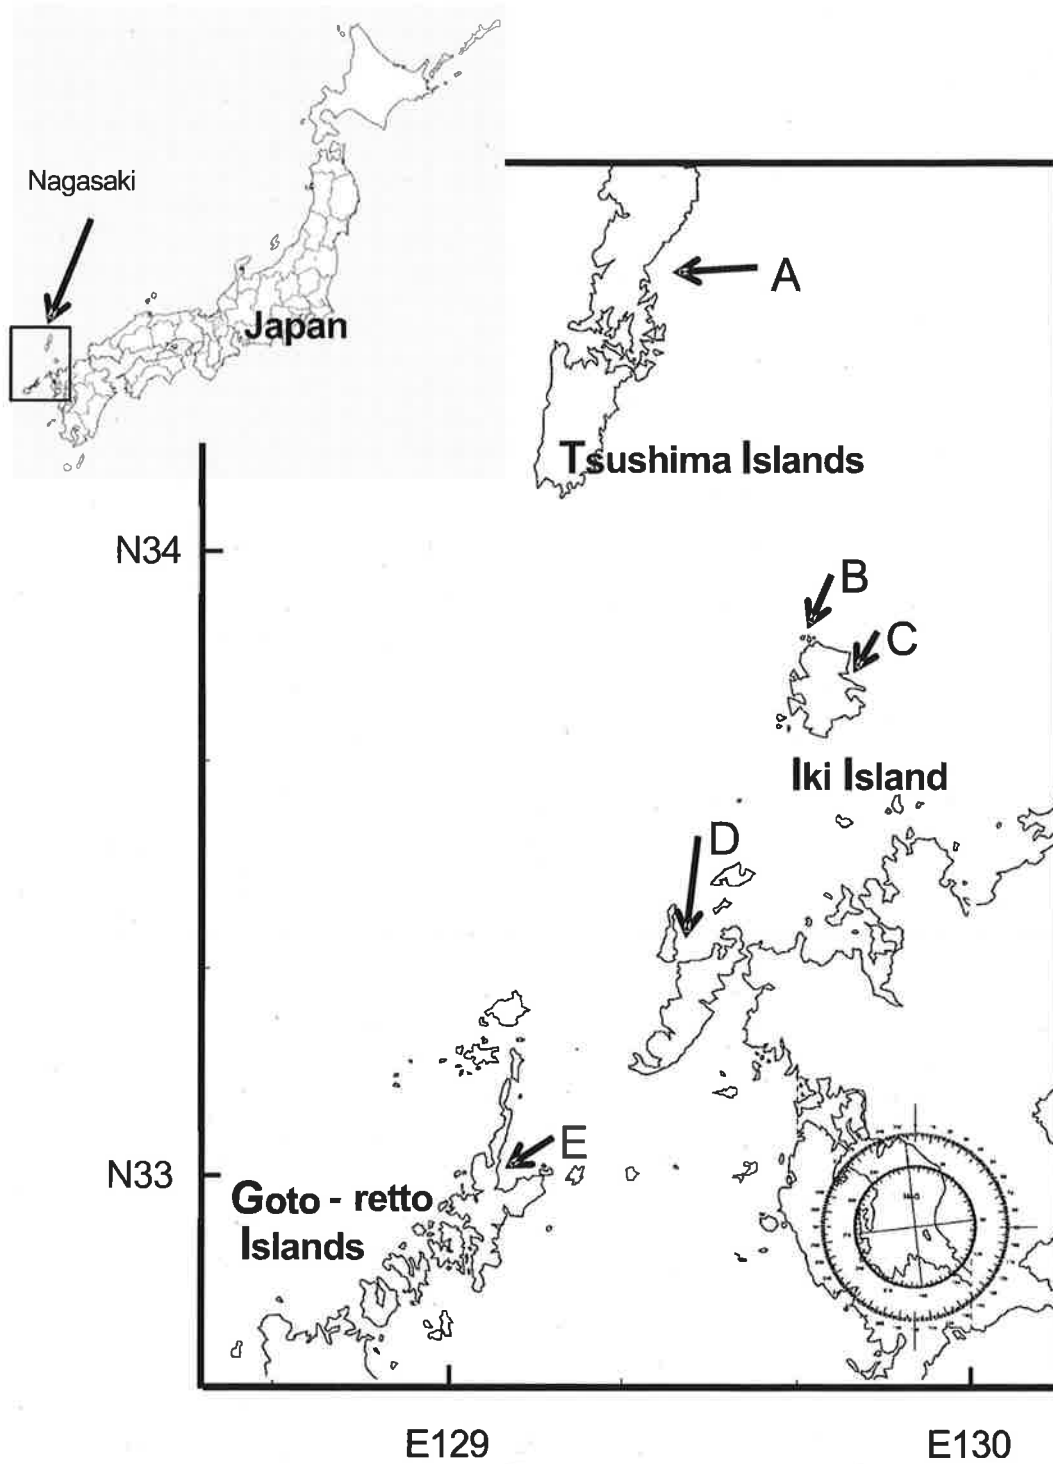 Nagasaki
Japan
A
Tsushima Islands
N34
B
C
Iki Island
D
E
N33
Goto - retto
Islands
E129
E130